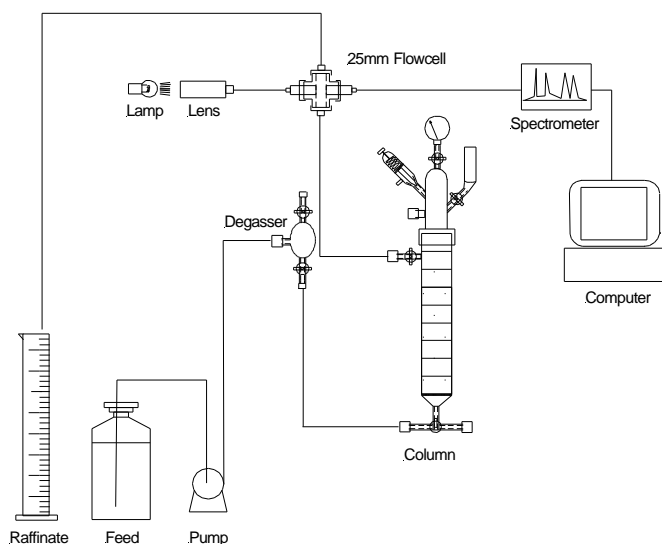 25mm Flowcell
Lamp
Lens
Spectrometer
Degasser
Computer
Column
Raffinate
Feed
Pump